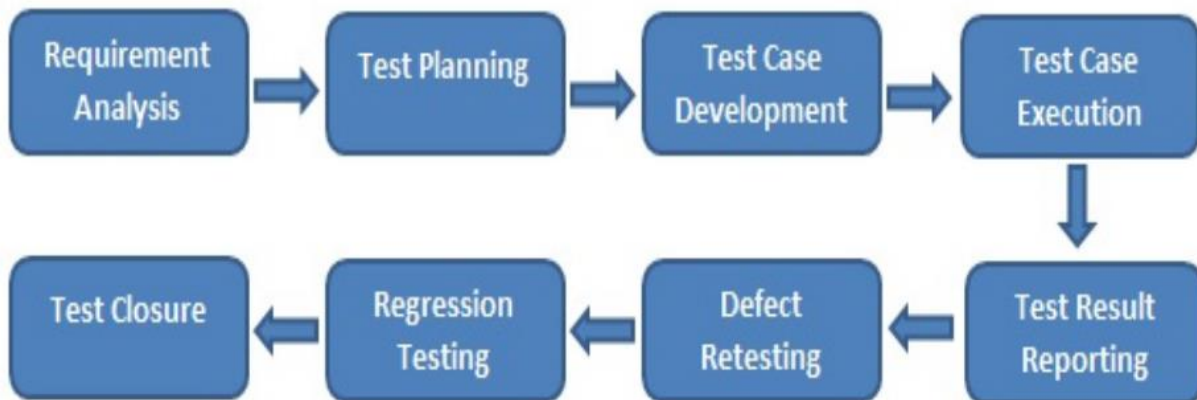 Requirement
Analysis
Test Planning
Test Case
Development
Test Case
Execution
Test Result
Reporting
Defect
Retesting
Regression
Testing
Test Closure